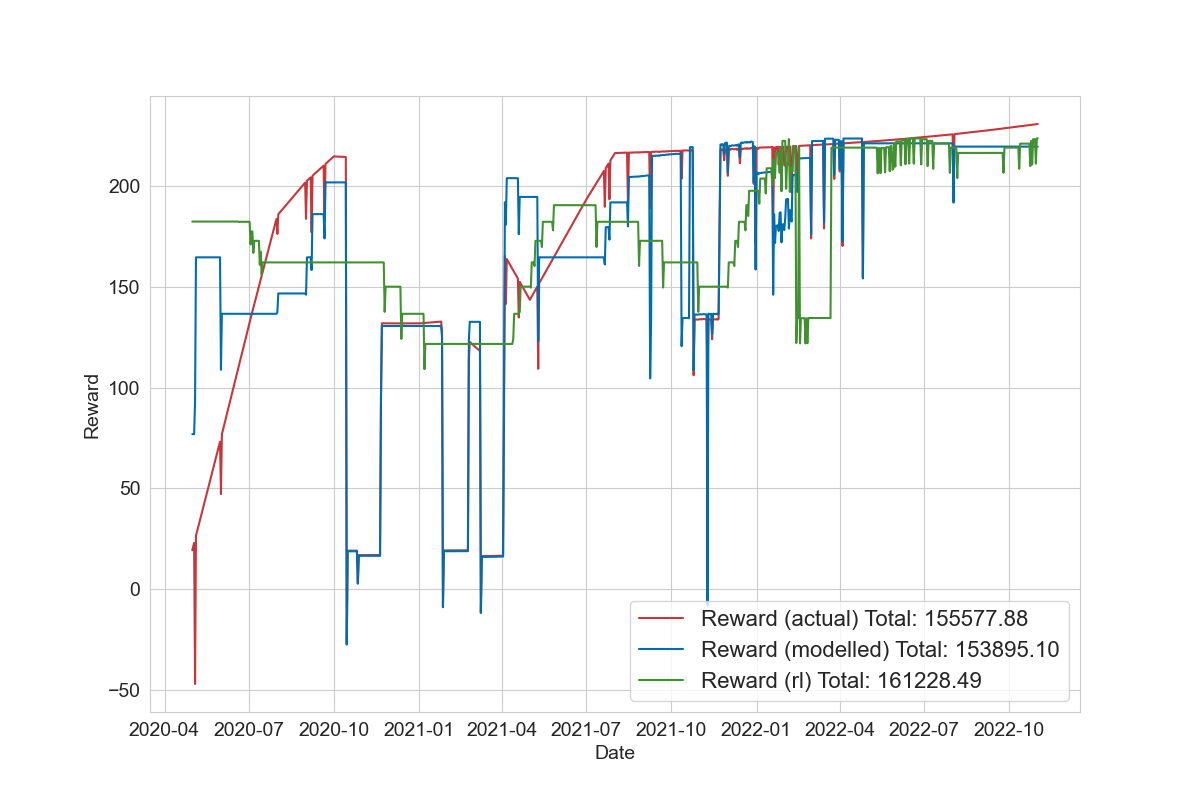 200
150
100
50
0
−50
Reward
2020-04 2020-07 2020-10 2021-01 2021-04 2021-07 2021-10 2022-01 2022-04 2022-07 2022-10
Date
Reward (actual) Total: 155577.88
Reward (modelled) Total: 153895.10
Reward (rl) Total: 161228.49